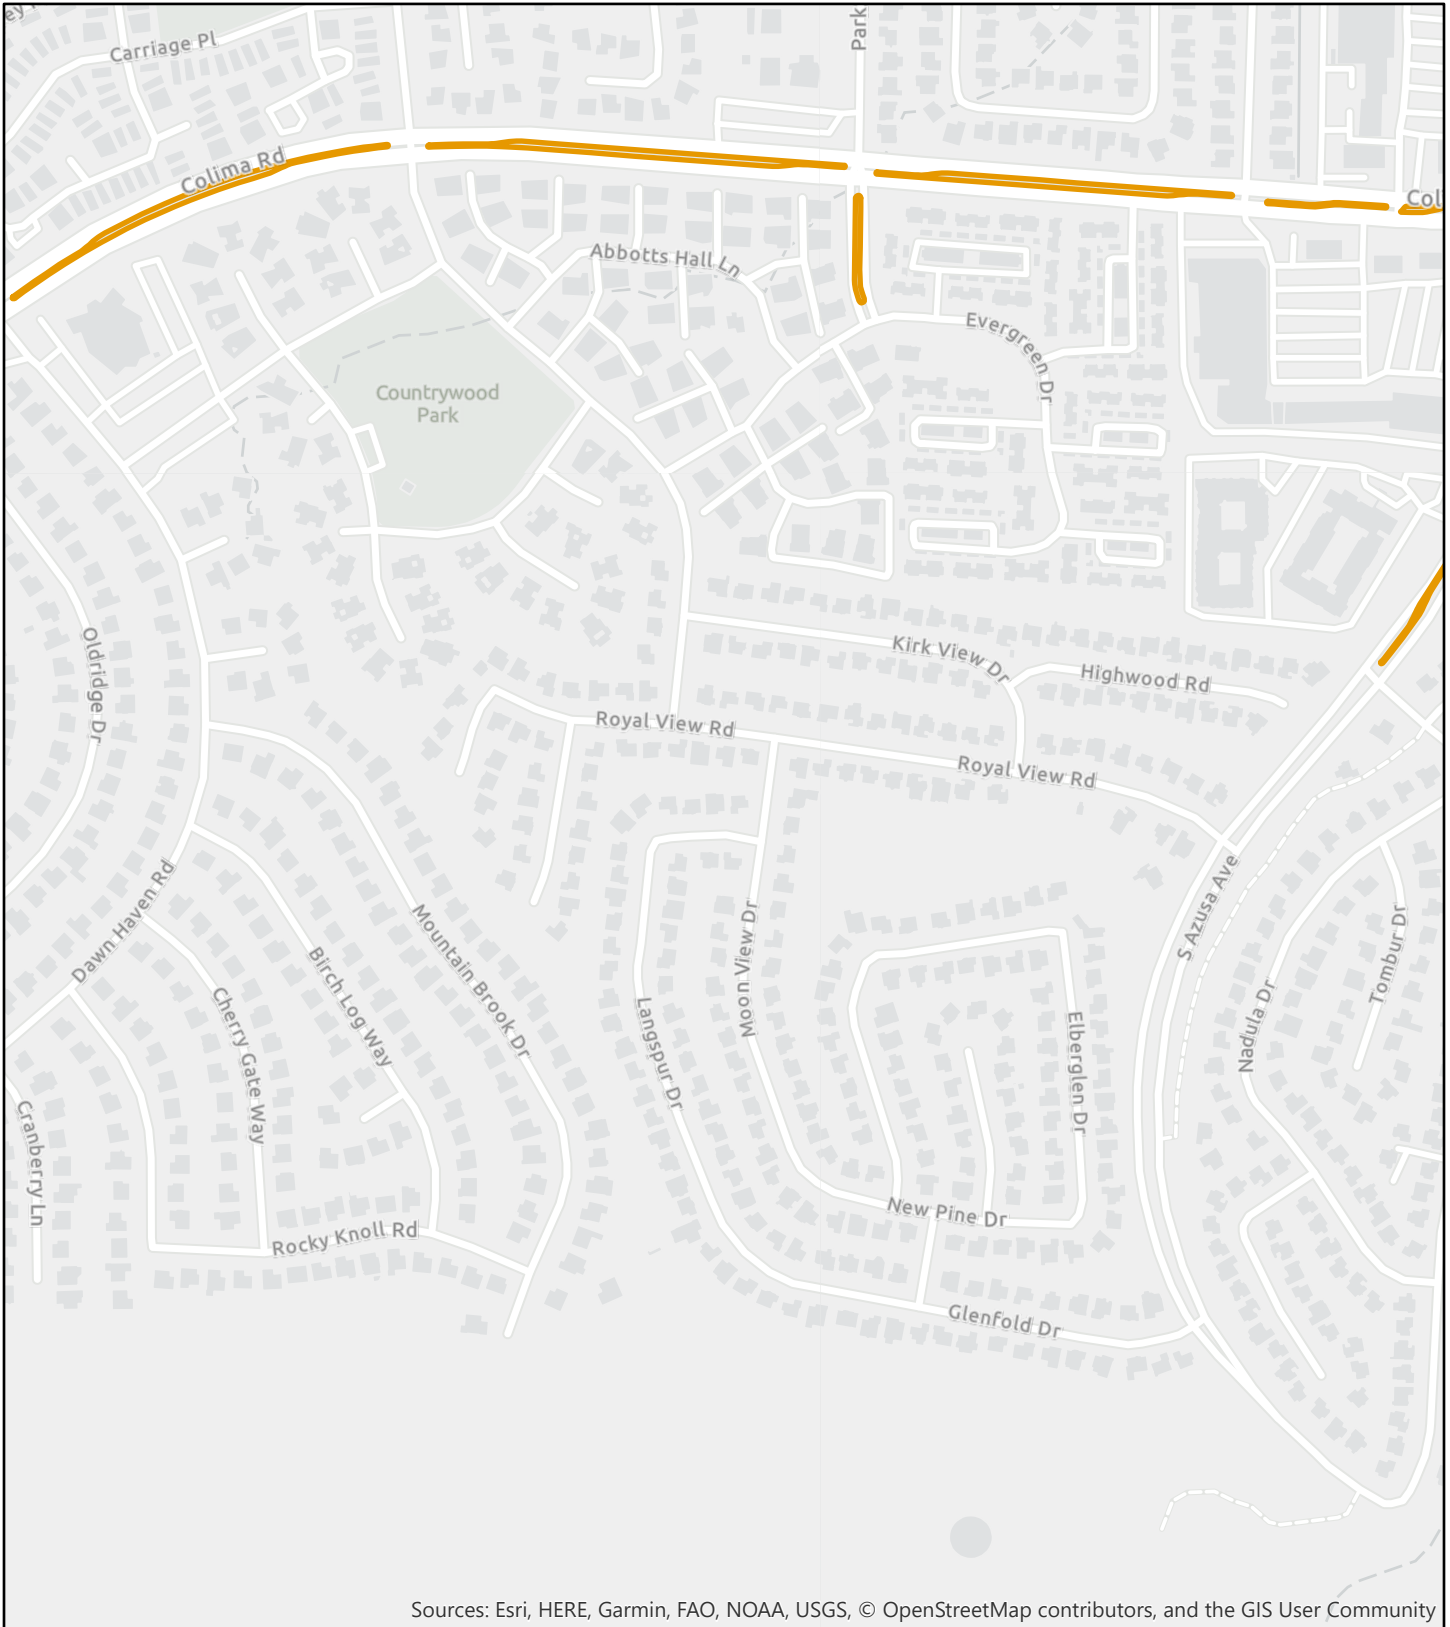 Carriage Pl
Park
Colima Rd
Col
Abbotts Hall Ln
Evergreen Dr
Countrywood
Park
Oldridge Dr
Kirk View Dr
Highwood Rd
Royal View Rd
Royal View Rd
Dawn Haven Rd
Mountain Brook Dr
Birch Log Way
Cherry Gate Way
Cranberry Ln
Rocky Knoll Rd
Moon View Dr
Langspur Dr
Elberglen Dr
New Pine Dr
Glenfold Dr
S Azusa Ave
Nadula Dr
Tombur Dr
Sources: Esri, HERE, Garmin, FAO, NOAA, USGS, © OpenStreetMap contributors, and the GIS User Community